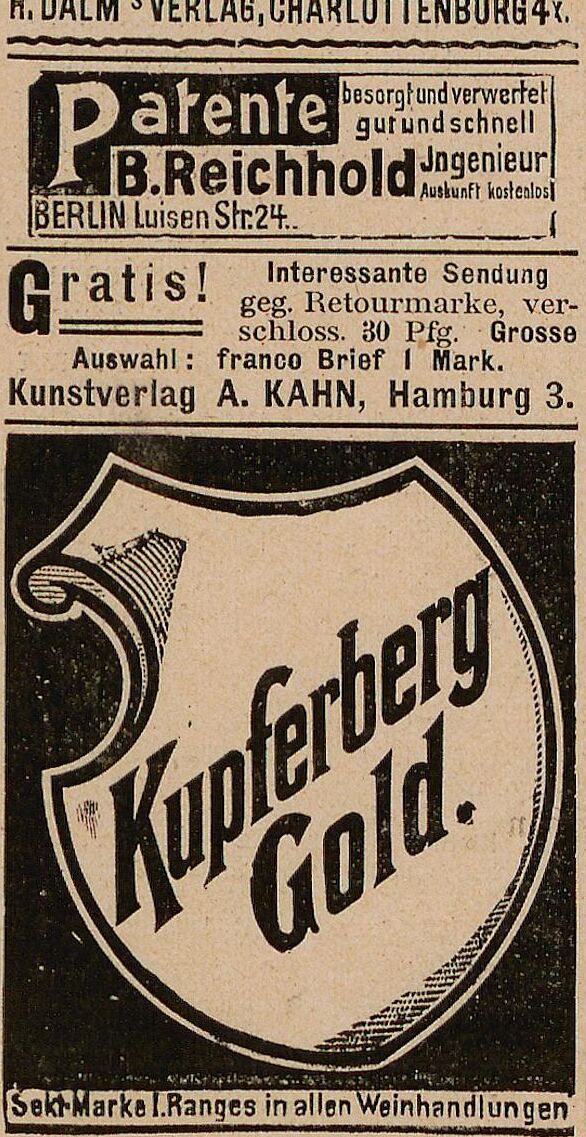 H. DALM'S VERLAG, CHARLOTTENBURG 4
Patente besorgt und verwertet
gut und schnell
B. Reichhold Jngenieur
Auskunft kostenlos
BERLIN Luisen Str. 24..
Gratis! Interessante Sendung
geg. Retourmarke, ver-
schloss. 30 Pfg. Grosse
Auswahl: franco Brief 1 Mark.
Kunstverlag A. KAHN, Hamburg 3.
Kupferberg
Gold.
Sekt-Marke I. Ranges in allen Weinhandlungen